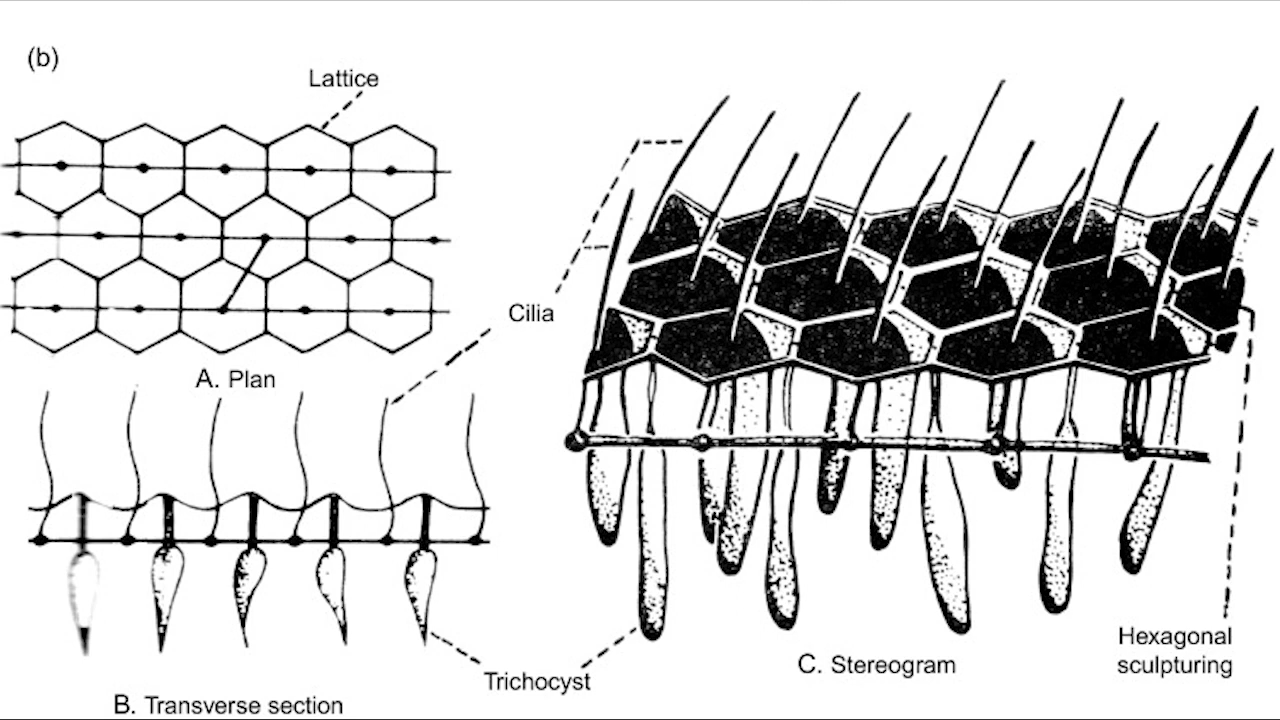 (b)
Lattice
Cilia
A. Plan
Trichocyst
B. Transverse section
C. Stereogram
Hexagonal
sculpturing